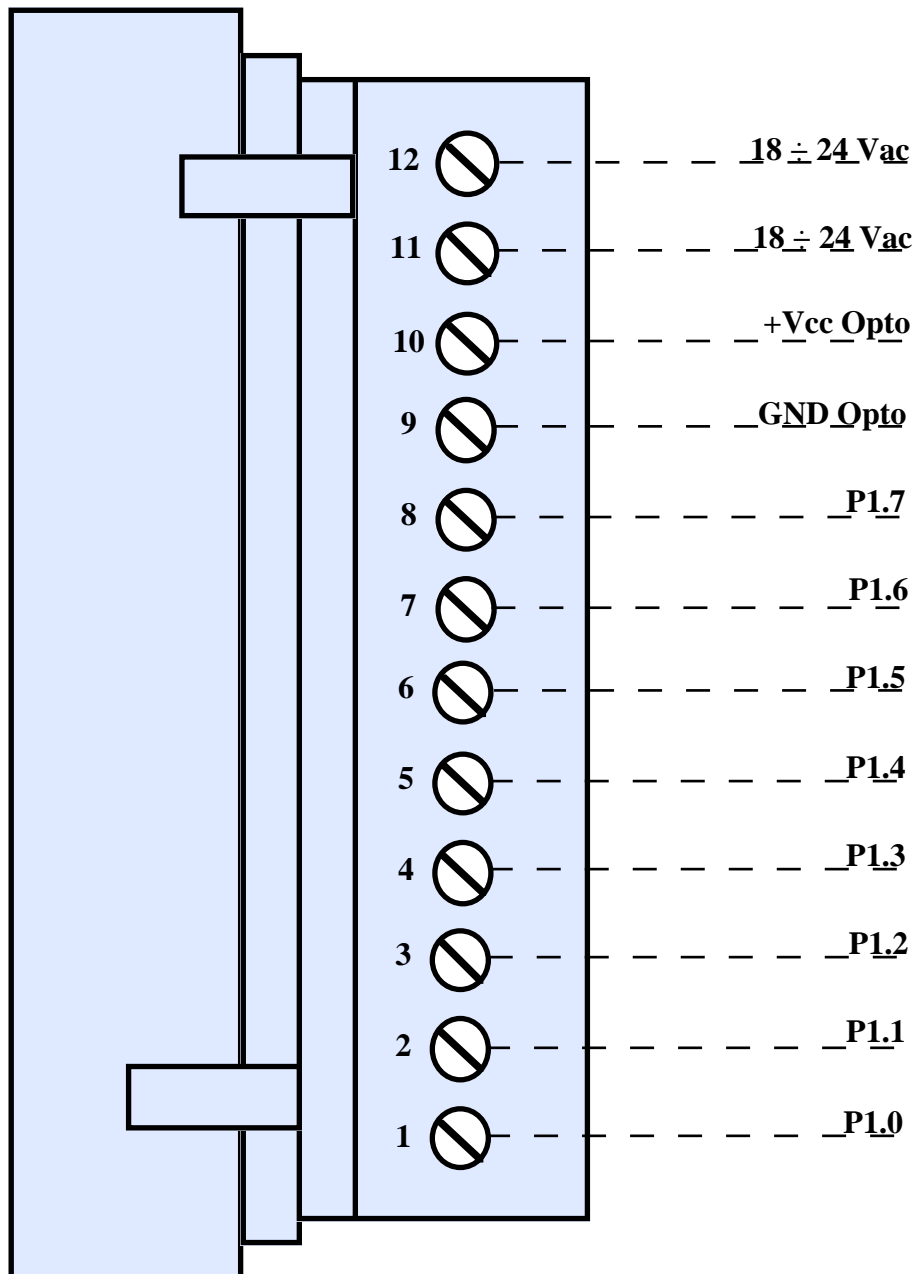 12 18 ÷ 24 Vac
11 18 ÷ 24 Vac
10 +Vcc Opto
9 GND Opto
8 P1.7
7 P1.6
6 P1.5
5 P1.4
4 P1.3
3 P1.2
2 P1.1
1 P1.0